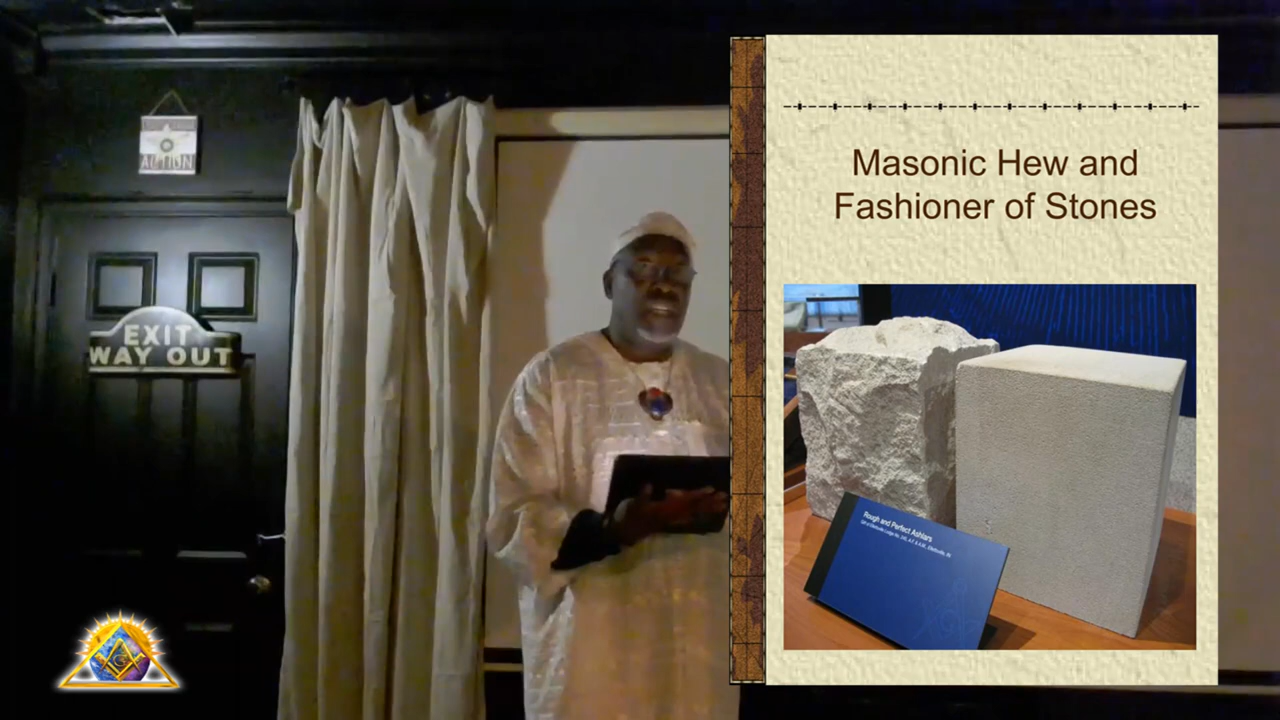 ACTION
EXIT
WAY OUT
Masonic Hew and
Fashioner of Stones
Rough and Perfect Ashlars
G